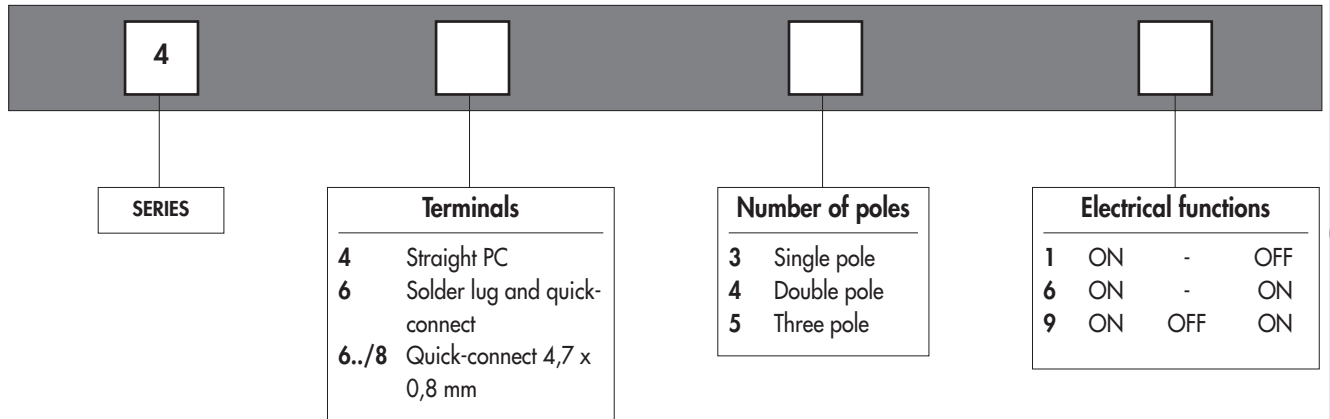 4
SERIES
Terminals
4 Straight PC
6 Solder lug and quick-
connect
6../8 Quick-connect 4,7 x
0,8 mm
Number of poles
3 Single pole
4 Double pole
5 Three pole
Electrical functions
1 ON - OFF
6 ON - ON
9 ON OFF ON